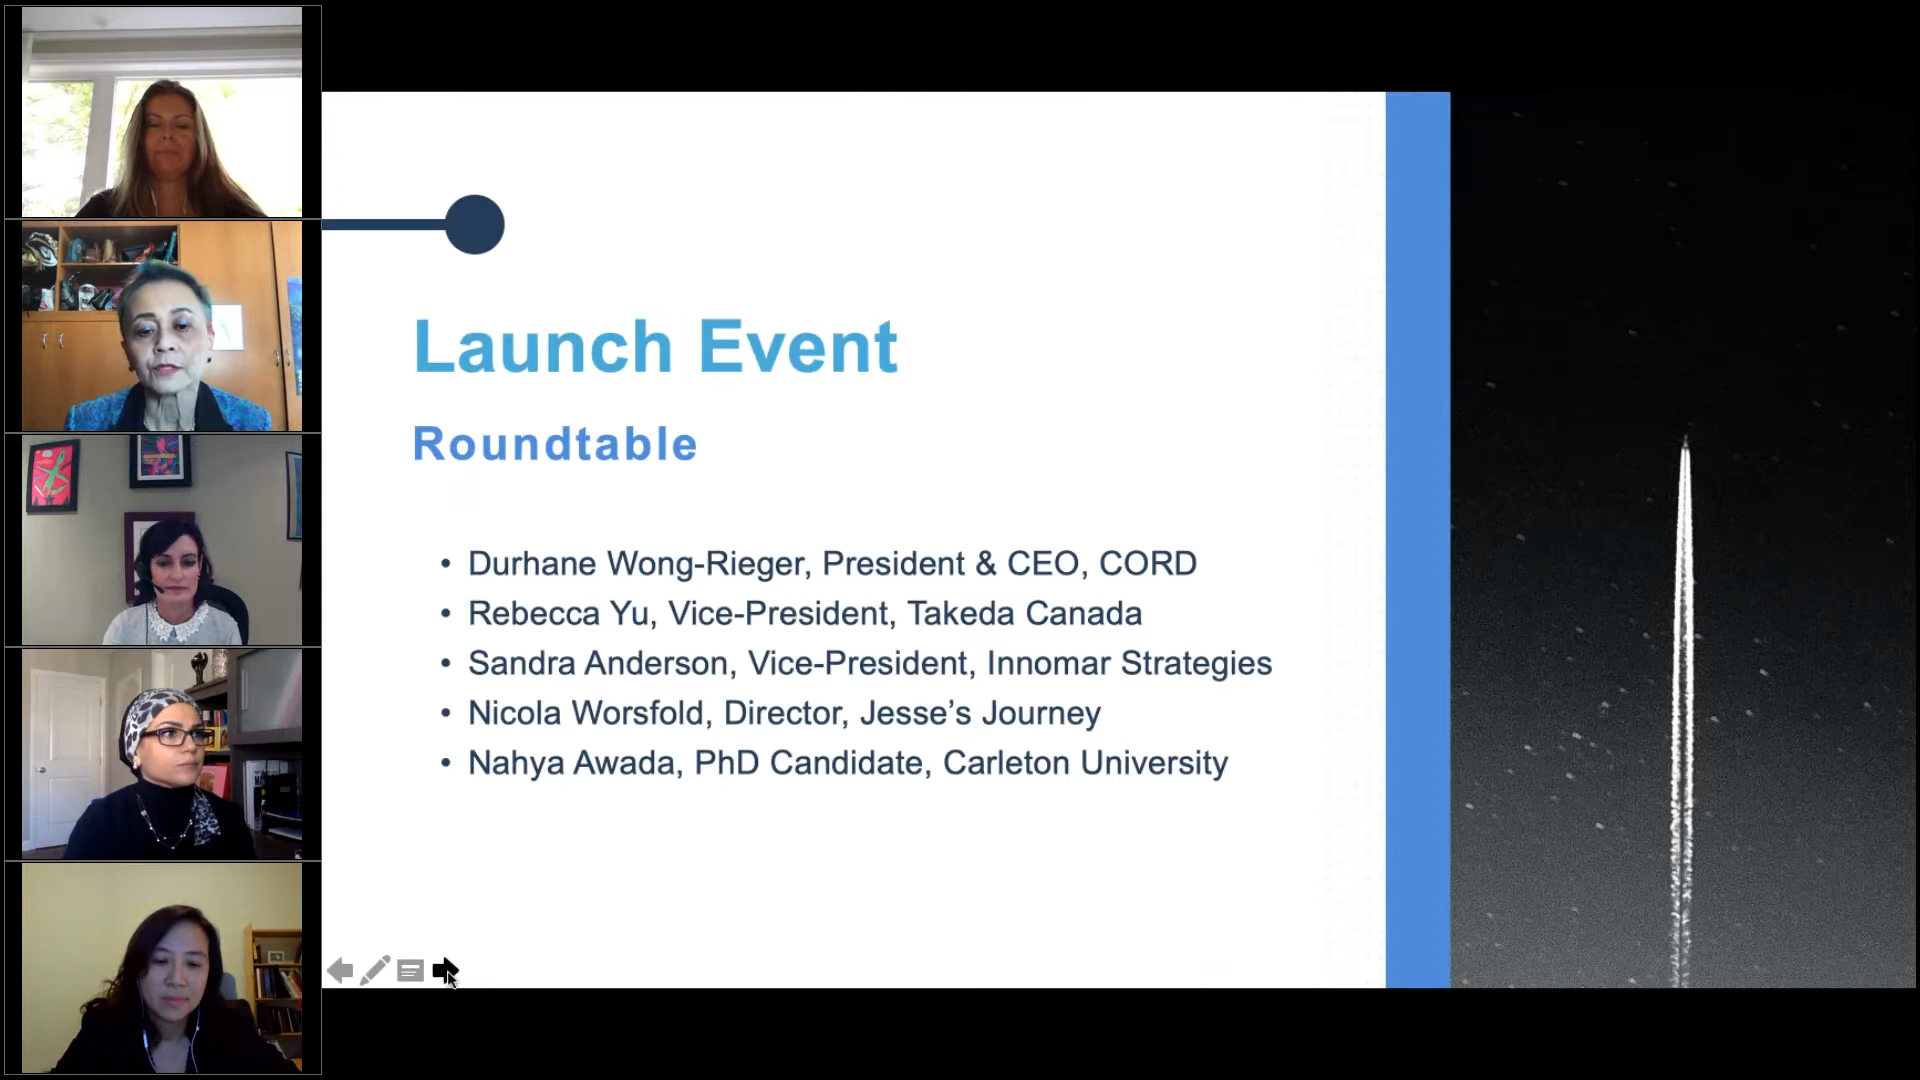 Launch Event
Roundtable
• Durhane Wong-Rieger, President & CEO, CORD
• Rebecca Yu, Vice-President, Takeda Canada
• Sandra Anderson, Vice-President, Innomar Strategies
• Nicola Worsfold, Director, Jesse’s Journey
• Nahya Awada, PhD Candidate, Carleton University